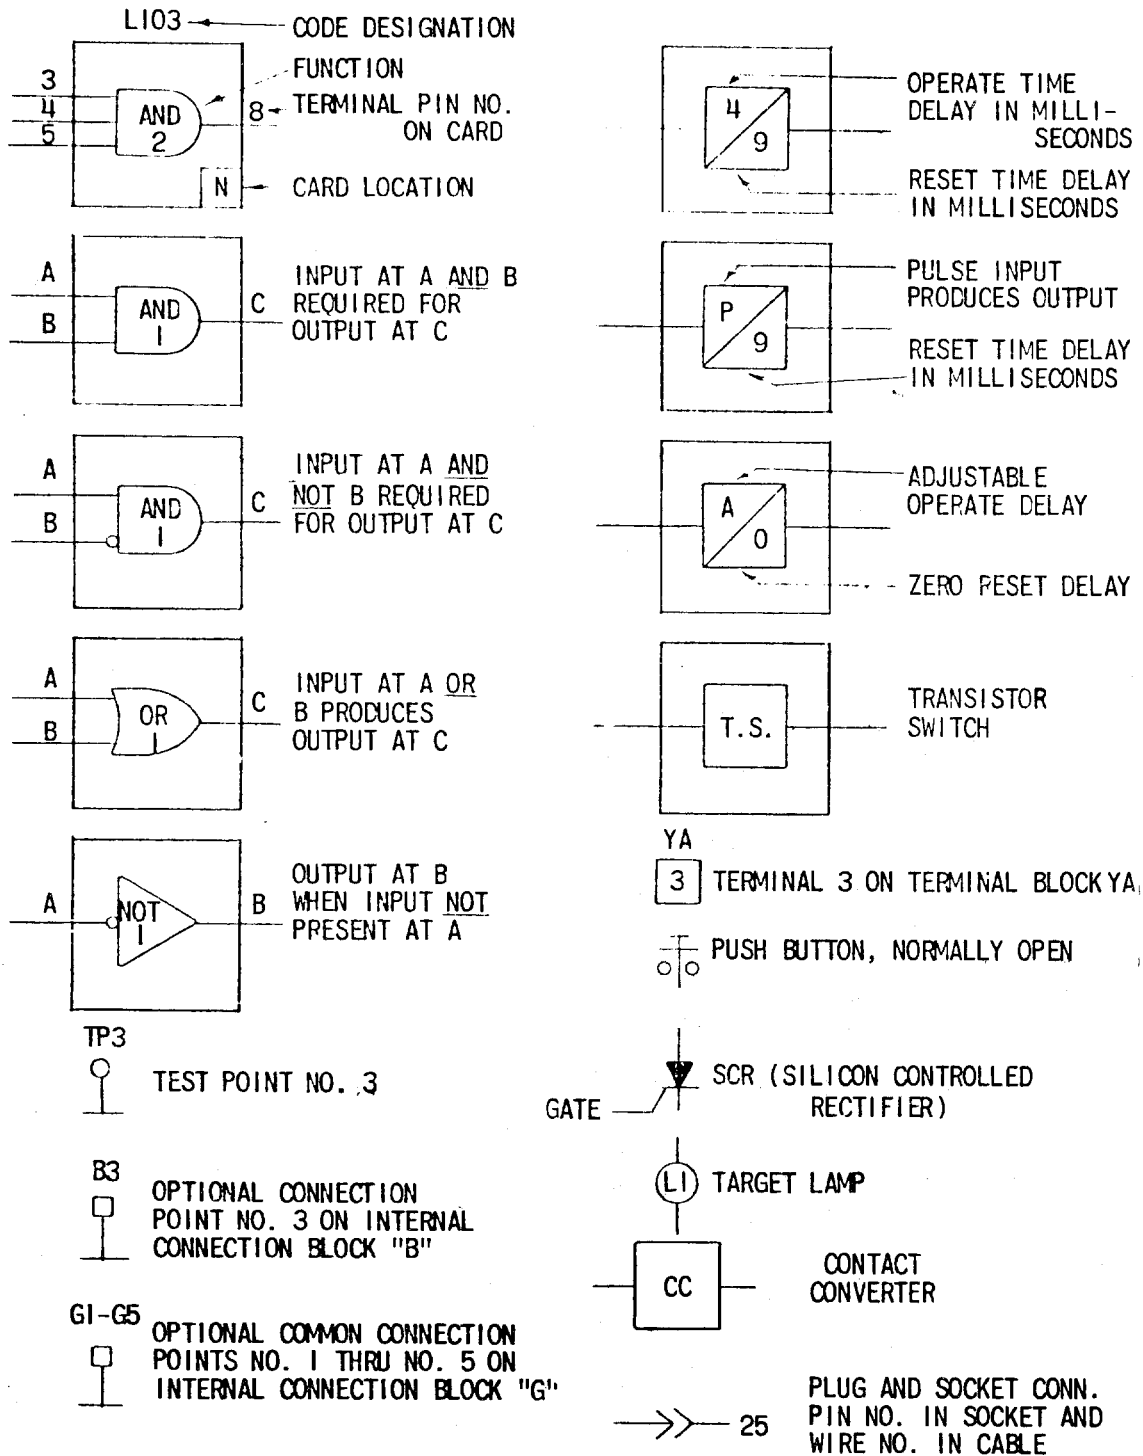 L103
CODE DESIGNATION
FUNCTION
3
4
5
AND
2
8
TERMINAL PIN NO.
ON CARD
N
CARD LOCATION
A
B
AND
1
C
INPUT AT A AND B
REQUIRED FOR
OUTPUT AT C
A
B
AND
1
C
INPUT AT A AND
NOT B REQUIRED
FOR OUTPUT AT C
A
B
OR
1
C
INPUT AT A OR
B PRODUCES
OUTPUT AT C
A
NOT
1
B
OUTPUT AT B
WHEN INPUT NOT
PRESENT AT A
TP3
TEST POINT NO. 3
B3
OPTIONAL CONNECTION
POINT NO. 3 ON INTERNAL
CONNECTION BLOCK "B"
G1-G5
OPTIONAL COMMON CONNECTION
POINTS NO. 1 THRU NO. 5 ON
INTERNAL CONNECTION BLOCK "G"
4
9
OPERATE TIME
DELAY IN MILLI-
SECONDS
RESET TIME DELAY
IN MILLISECONDS
P
9
PULSE INPUT
PRODUCES OUTPUT
RESET TIME DELAY
IN MILLISECONDS
A
0
ADJUSTABLE
OPERATE DELAY
ZERO RESET DELAY
T.S.
TRANSISTOR
SWITCH
YA
3
TERMINAL 3 ON TERMINAL BLOCK YA
PUSH BUTTON, NORMALLY OPEN
GATE
SCR (SILICON CONTROLLED
RECTIFIER)
L1
TARGET LAMP
CC
CONTACT
CONVERTER
25
PLUG AND SOCKET CONN.
PIN NO. IN SOCKET AND
WIRE NO. IN CABLE